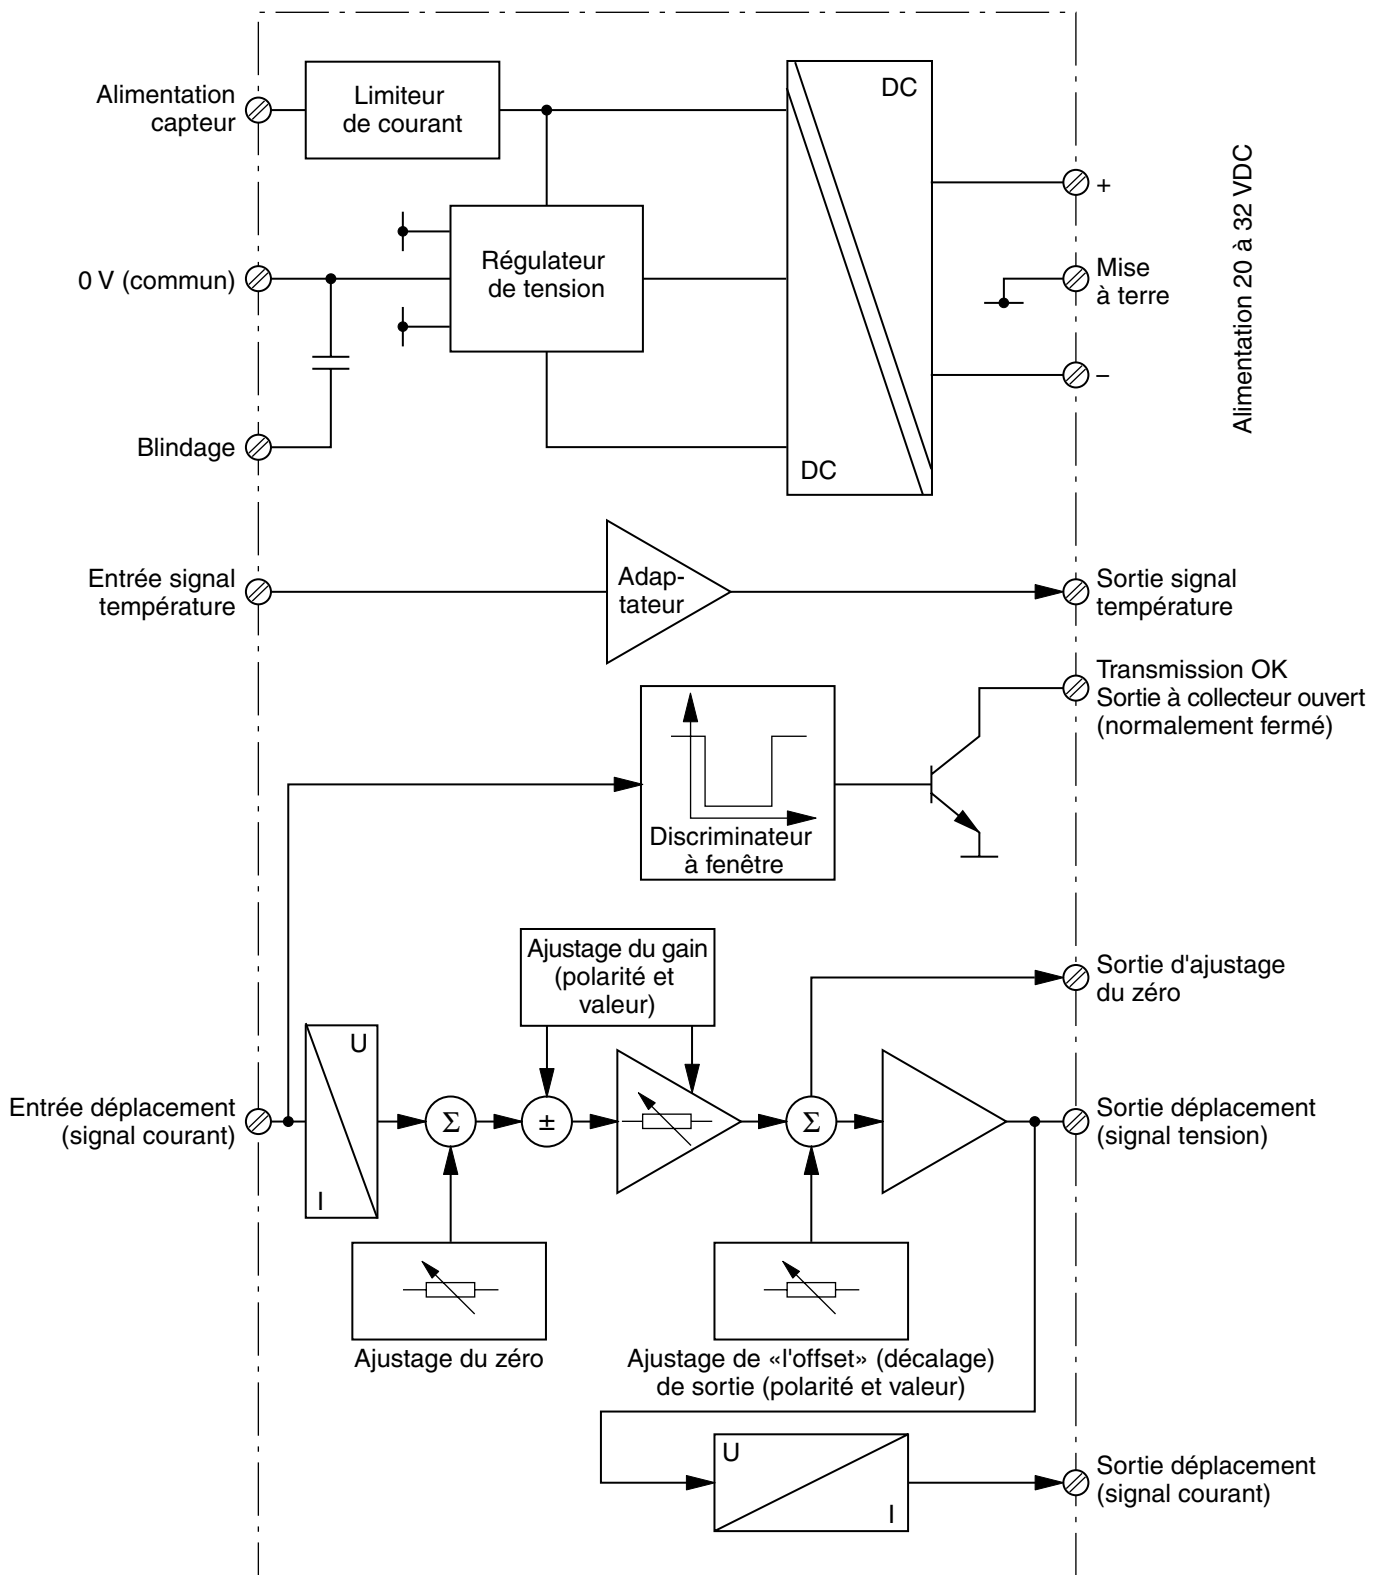 Alimentation
capteur
Limiteur
de courant
DC
DC
+
Mise
à terre
–
Alimentation 20 à 32 VDC
0 V (commun)
Régulateur
de tension
Blindage
Entrée signal
température
Adap-
tateur
Sortie signal
température
Transmission OK
Sortie à collecteur ouvert
(normalement fermé)
Discriminateur
à fenêtre
Ajustage du gain
(polarité et
valeur)
Sortie d'ajustage
du zéro
Entrée déplacement
(signal courant)
U
I
Σ
±
Σ
Sortie déplacement
(signal tension)
Ajustage du zéro
Ajustage de «l'offset» (décalage)
de sortie (polarité et valeur)
U
I
Sortie déplacement
(signal courant)